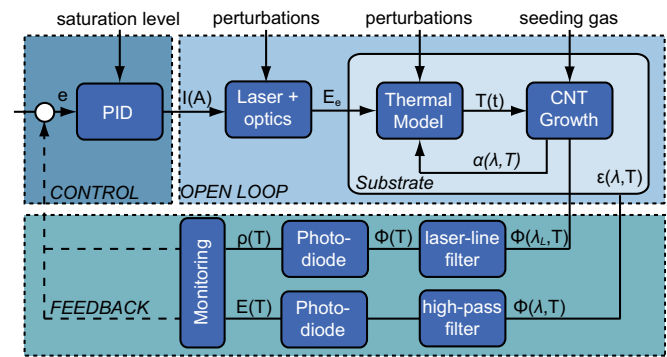 saturation level
perturbations
perturbations
seeding gas
e
PID
I(A)
Laser +
optics
E_e
Thermal
Model
T(t)
CNT
Growth
α(λ,T)
Substrate
ε(λ,T)
CONTROL
OPEN LOOP
Monitoring
ρ(T)
Photo-
diode
Φ(T)
laser-line
filter
Φ(λ_L,T)
FEEDBACK
E(T)
Photo-
diode
high-pass
filter
Φ(λ,T)